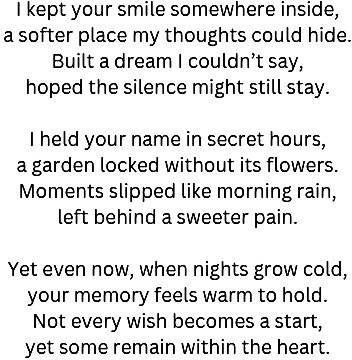 I kept your smile somewhere inside,
a softer place my thoughts could hide.
Built a dream I couldn’t say,
hoped the silence might still stay.

I held your name in secret hours,
a garden locked without its flowers.
Moments slipped like morning rain,
left behind a sweeter pain.

Yet even now, when nights grow cold,
your memory feels warm to hold.
Not every wish becomes a start,
yet some remain within the heart.